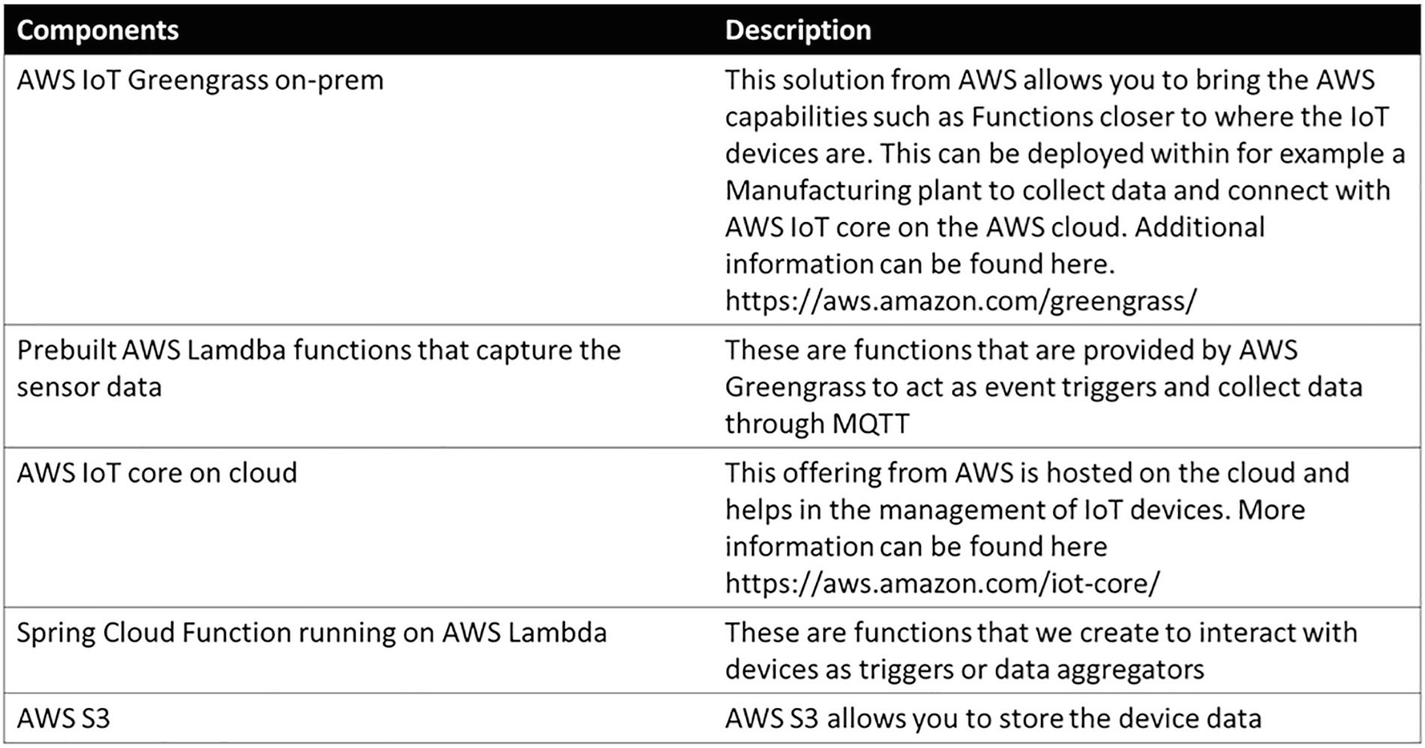 Components
Description
AWS IoT Greengrass on-prem
This solution from AWS allows you to bring the AWS
capabilities such as Functions closer to where the IoT
devices are. This can be deployed within for example a
Manufacturing plant to collect data and connect with
AWS IoT core on the AWS cloud. Additional
information can be found here.
https://aws.amazon.com/greengrass/
Prebuilt AWS Lamdba functions that capture the
sensor data
These are functions that are provided by AWS
Greengrass to act as event triggers and collect data
through MQTT
AWS IoT core on cloud
This offering from AWS is hosted on the cloud and
helps in the management of IoT devices. More
information can be found here
https://aws.amazon.com/iot-core/
Spring Cloud Function running on AWS Lambda
These are functions that we create to interact with
devices as triggers or data aggregators
AWS S3
AWS S3 allows you to store the device data